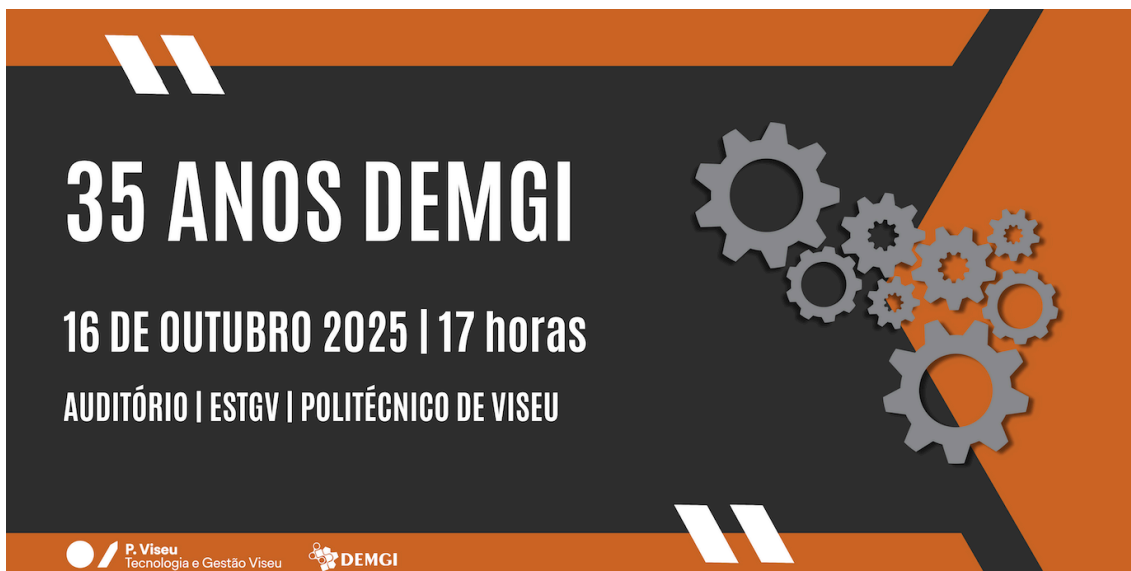 35 ANOS DEMGI
16 DE OUTUBRO 2025 | 17 horas
AUDITÓRIO | ESTGV | POLITÉCNICO DE VISEU
P. Viseu
Tecnologia e Gestão Viseu
DEMGI